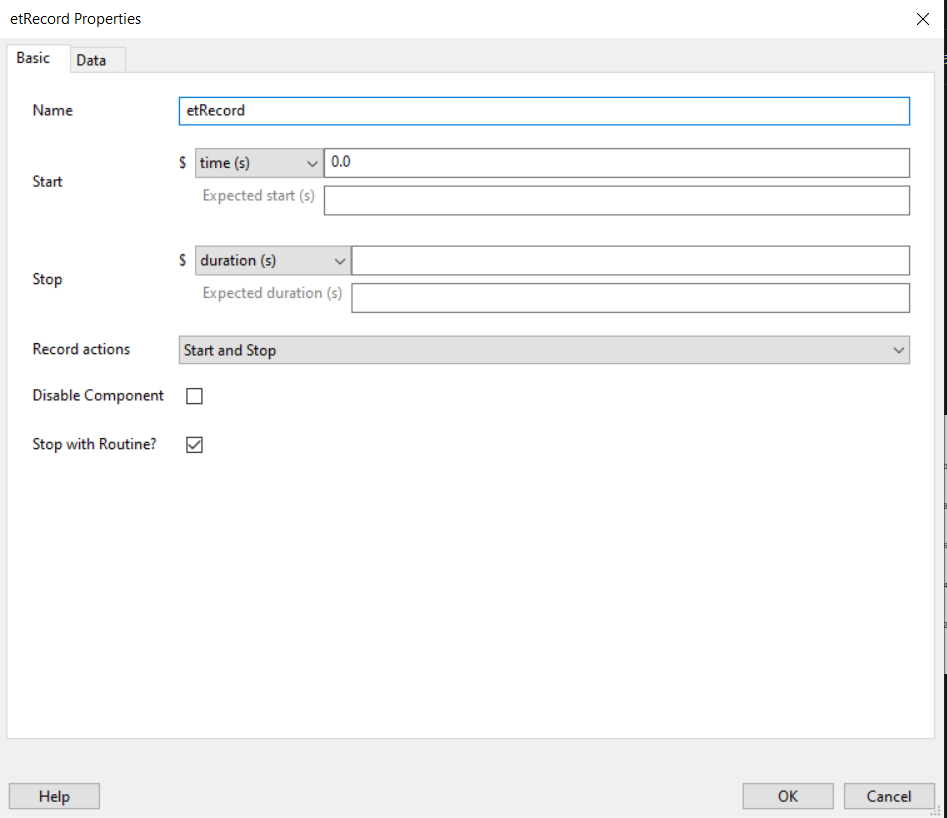 etRecord Properties
Basic
Data
Name
etRecord
Start
$ time (s) 0.0
Expected start (s)
Stop
$ duration (s)
Expected duration (s)
Record actions
Start and Stop
Disable Component
Stop with Routine?
Help
OK
Cancel